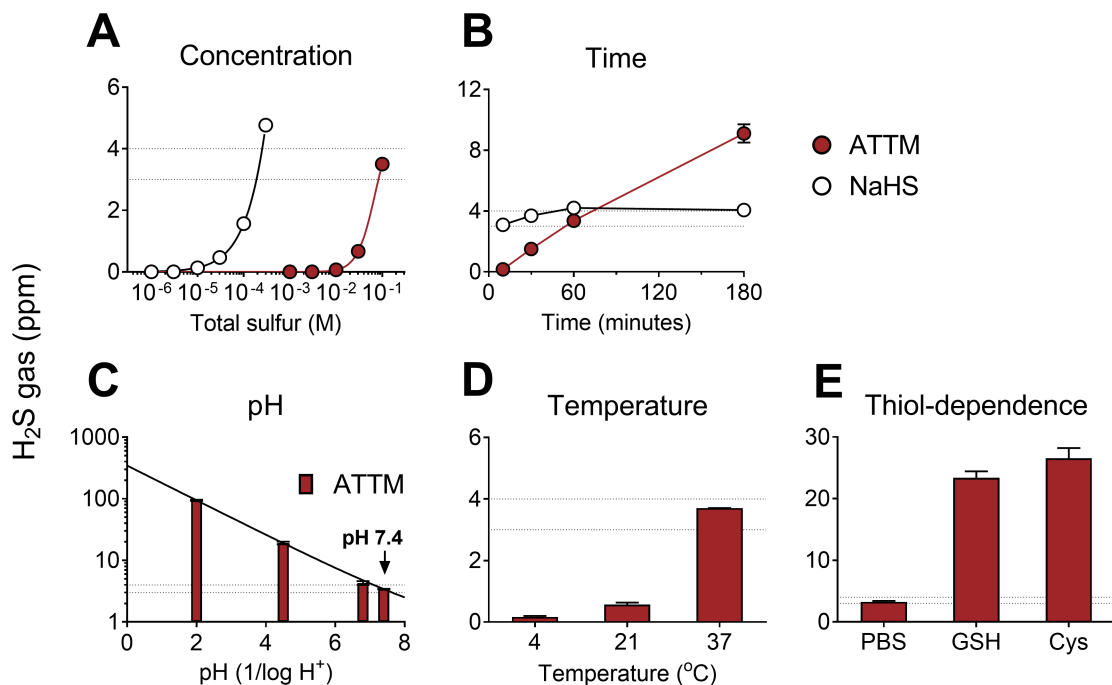 A
Concentration
6
4
2
0
10-6
10-5
10-4
10-3
10-2
10-1
Total sulfur (M)
B
Time
12
8
4
0
0
60
120
180
Time (minutes)
ATTM
NaHS
H2S gas (ppm)
C
pH
1000
100
10
1
ATTM
pH 7.4
0
2
4
6
8
pH (1/log H+)
D
Temperature
6
4
2
0
4
21
37
Temperature (oC)
E
Thiol-dependence
30
20
10
0
PBS
GSH
Cys